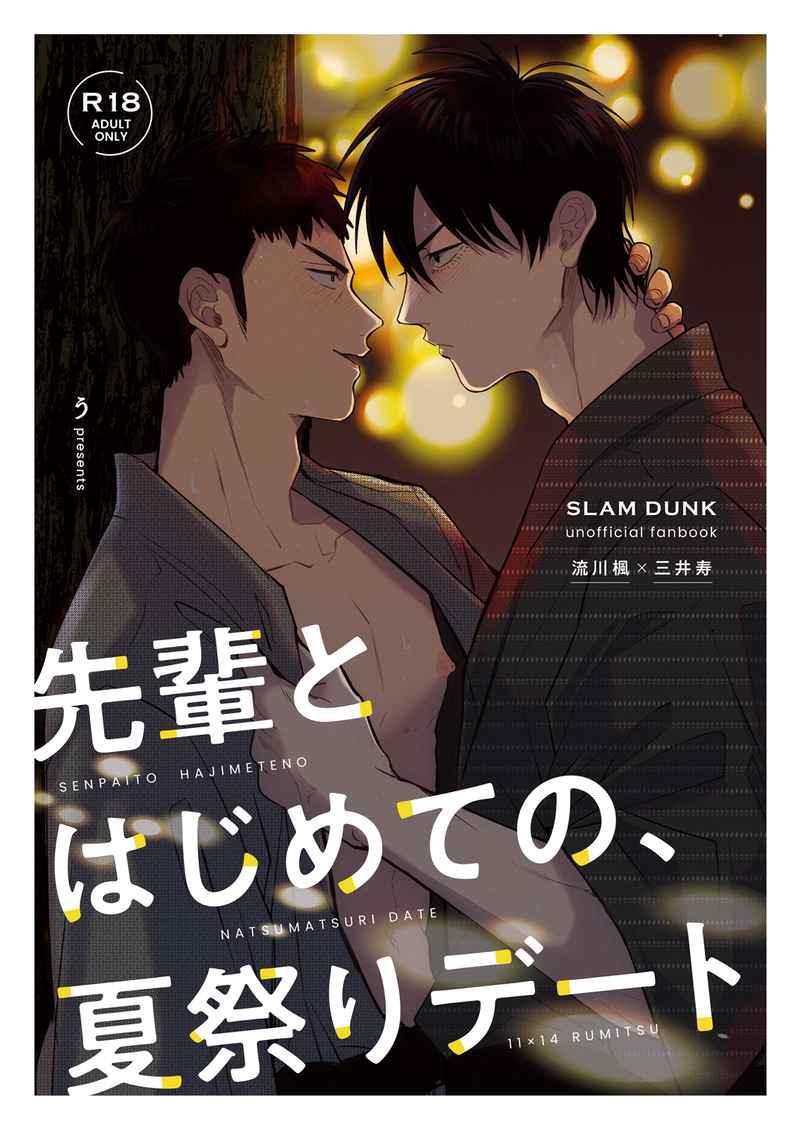 R18
ADULT
ONLY
う presents
SLAM DUNK
unofficial fanbook
流川楓×三井寿
先輩と
SENPAITO HAJIMETENO
はじめての、
NATSUMATSURI DATE
夏祭りデート
11×14 RUMITSU